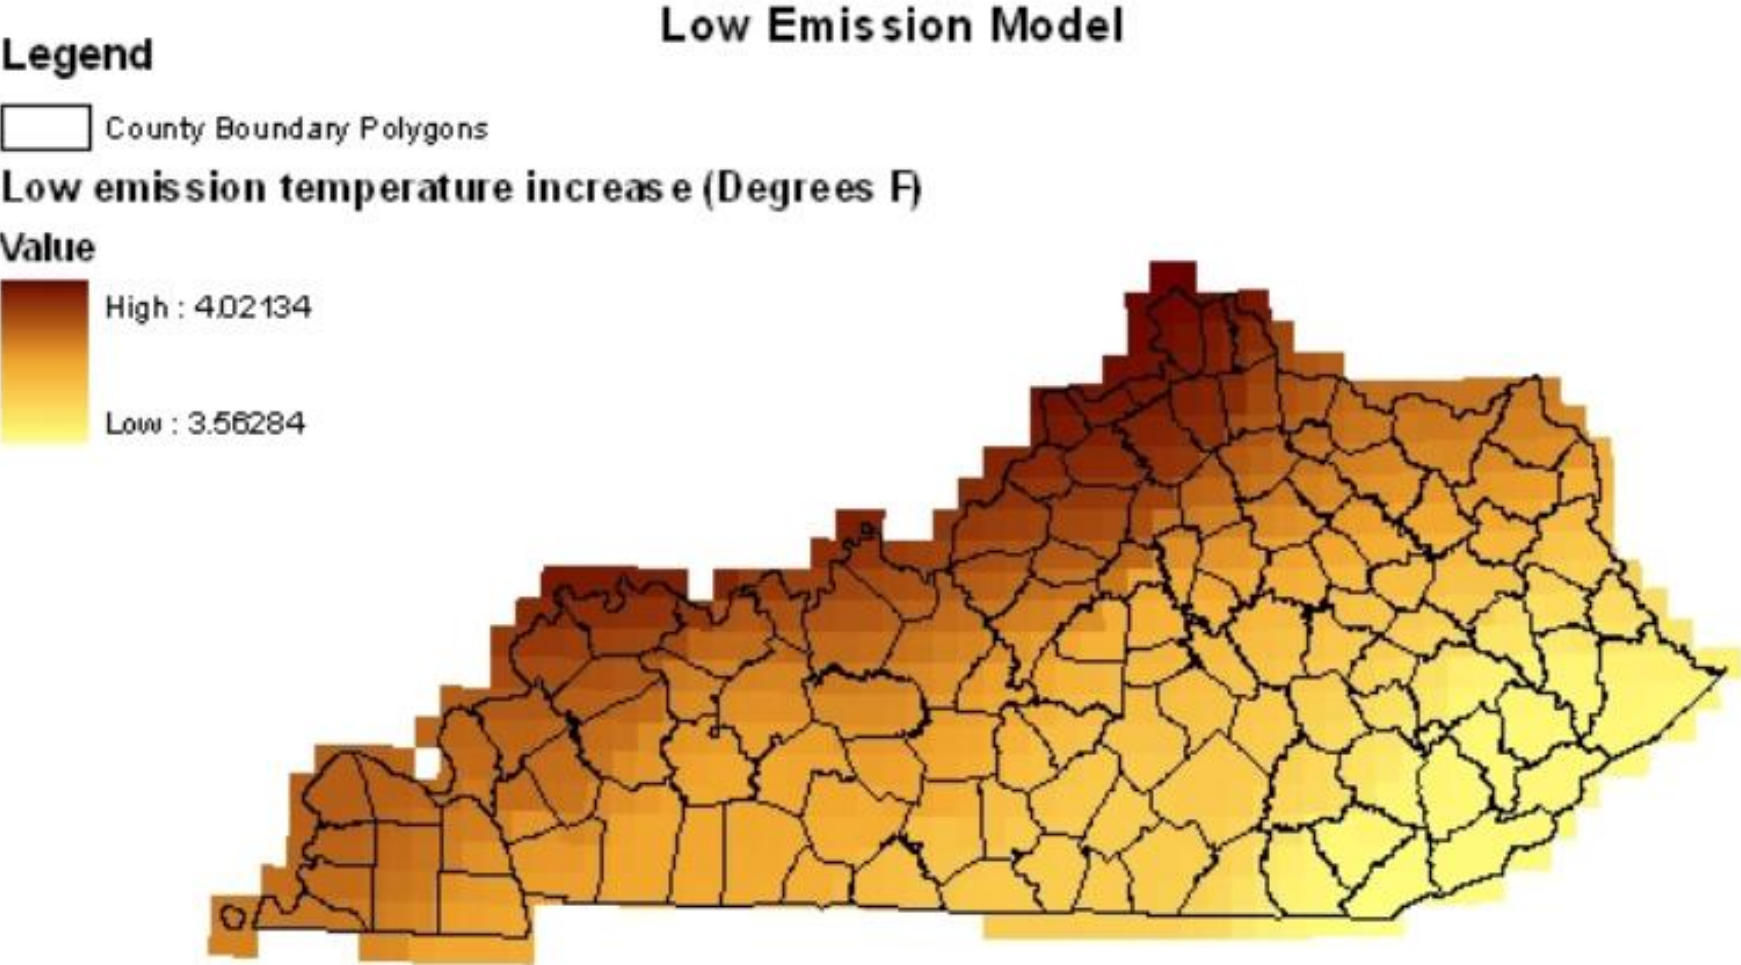 Low Emission Model
Legend
County Boundary Polygons
Low emission temperature increase (Degrees F)
Value
High : 4.02134
Low : 3.56284